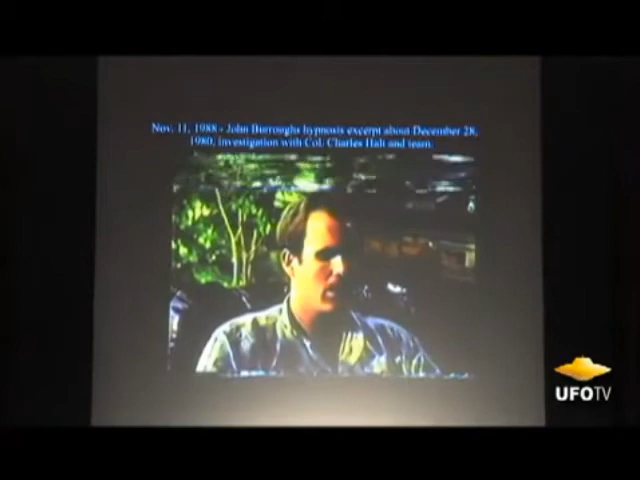 Nov. 11, 1988 - John Burroughs hypnosis excerpt about December 28,
1980, investigation with Col. Charles Halt and team.
UFOTV